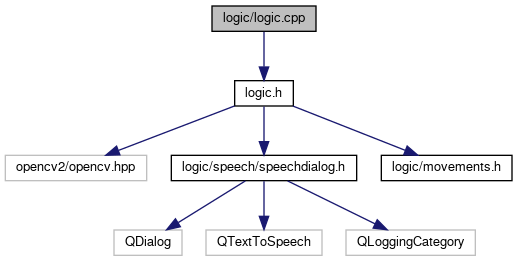 logic/logic.cpp
logic.h
opencv2/opencv.hpp
logic/speech/speechdialog.h
logic/movements.h
QDialog
QTextToSpeech
QLoggingCategory